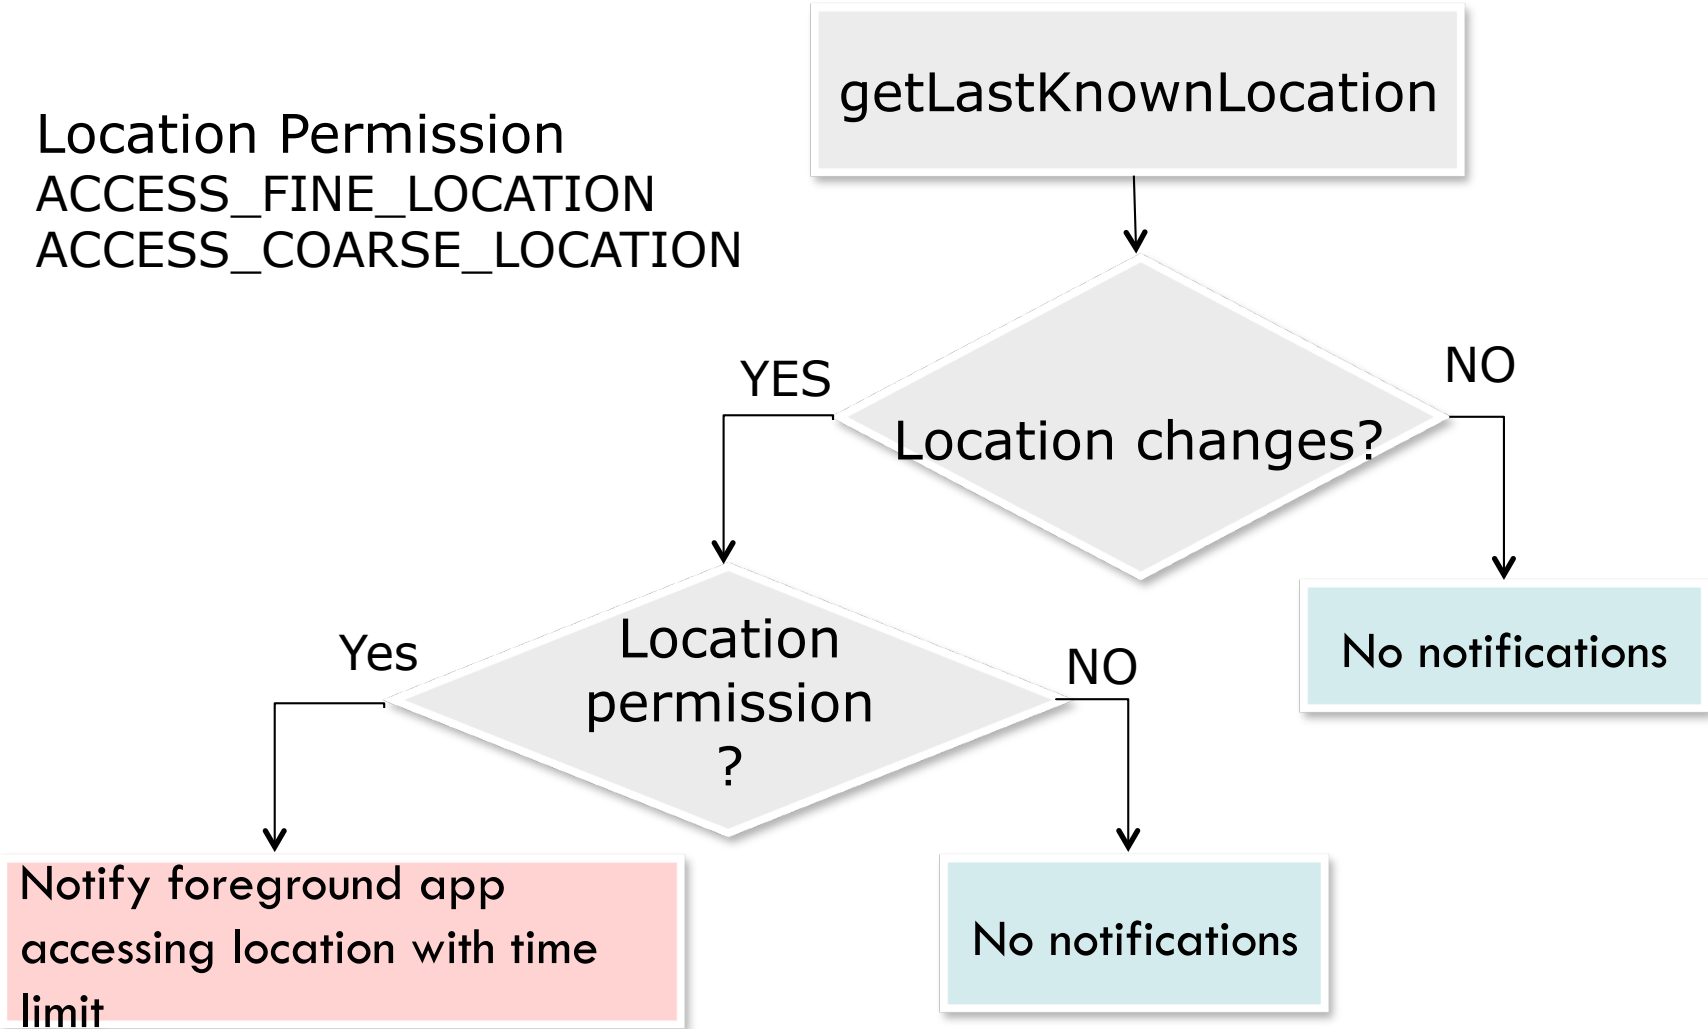 getLastKnownLocation
Location Permission
ACCESS_FINE_LOCATION
ACCESS_COARSE_LOCATION
YES
NO
Location changes?
Location
permission
?
Yes
NO
No notifications
Notify foreground app
accessing location with time
limit
No notifications